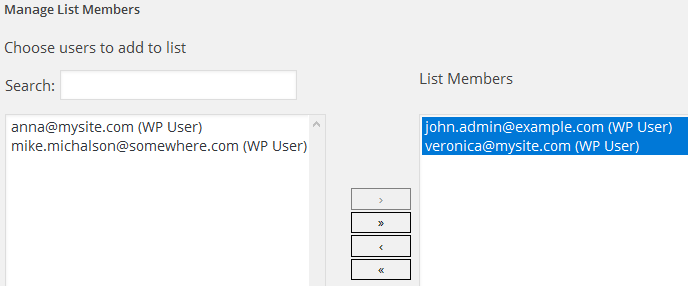 Manage List Members
Choose users to add to list
Search:
List Members
anna@mysite.com (WP User)
mike.michalson@somewhere.com (WP User)
john.admin@example.com (WP User)
veronica@mysite.com (WP User)
›
»
‹
«